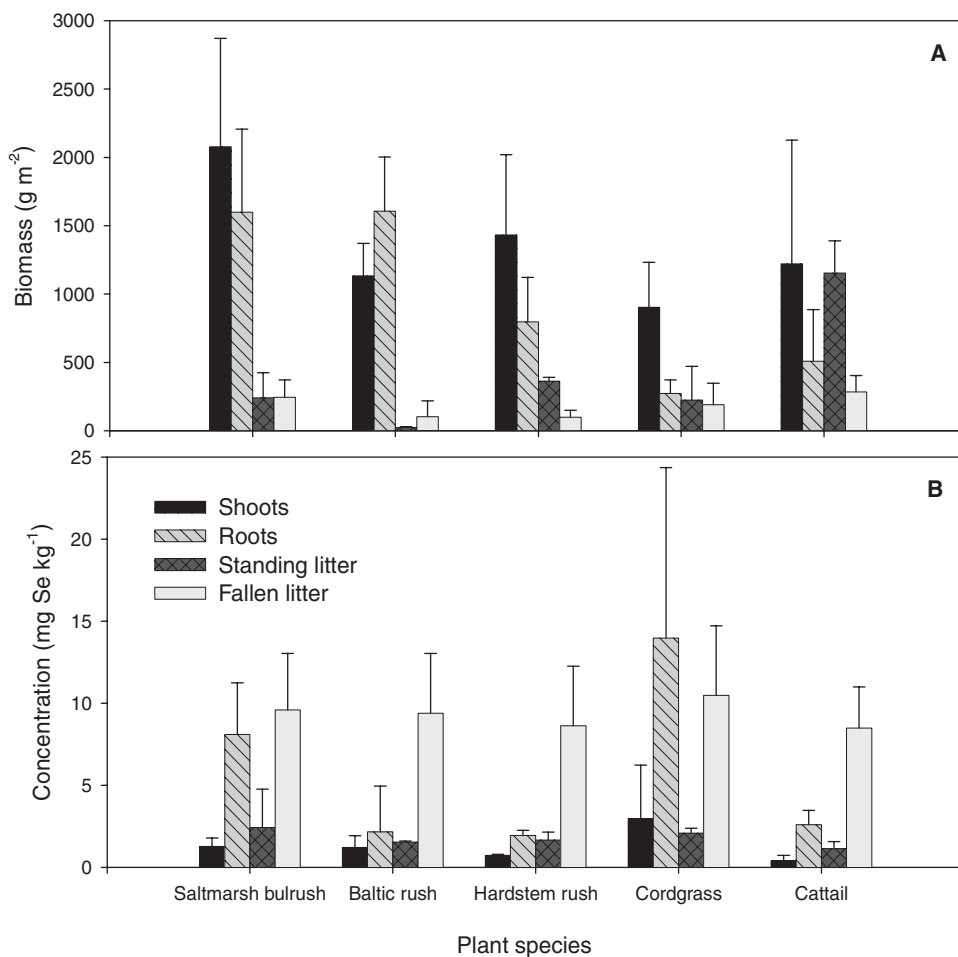 3000
A
2500
2000
1500
1000
500
0
Biomass (g m⁻²)
25
B
20
15
10
5
0
Concentration (mg Se kg⁻¹)
Shoots
Roots
Standing litter
Fallen litter
Saltmarsh bulrush Baltic rush Hardstem rush Cordgrass Cattail
Plant species